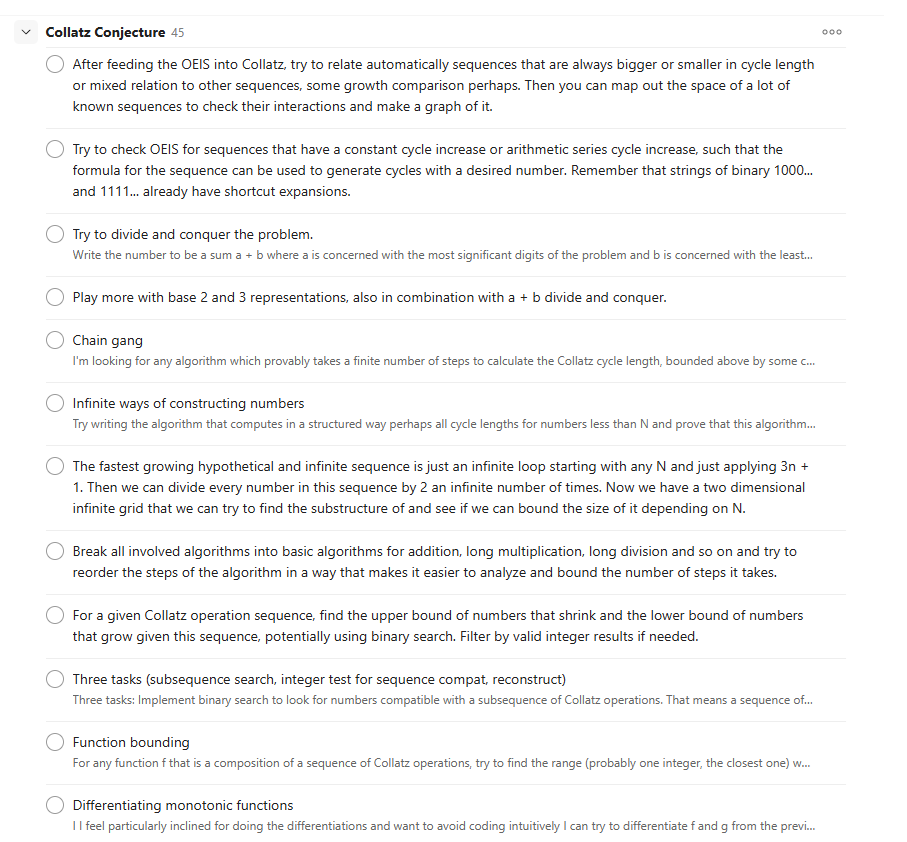 Collatz Conjecture 45
After feeding the OEIS into Collatz, try to relate automatically sequences that are always bigger or smaller in cycle length
or mixed relation to other sequences, some growth comparison perhaps. Then you can map out the space of a lot of
known sequences to check their interactions and make a graph of it.
Try to check OEIS for sequences that have a constant cycle increase or arithmetic series cycle increase, such that the
formula for the sequence can be used to generate cycles with a desired number. Remember that strings of binary 1000...
and 1111... already have shortcut expansions.
Try to divide and conquer the problem.
Write the number to be a sum a + b where a is concerned with the most significant digits of the problem and b is concerned with the least...
Play more with base 2 and 3 representations, also in combination with a + b divide and conquer.
Chain gang
I'm looking for any algorithm which provably takes a finite number of steps to calculate the Collatz cycle length, bounded above by some c...
Infinite ways of constructing numbers
Try writing the algorithm that computes in a structured way perhaps all cycle lengths for numbers less than N and prove that this algorithm...
The fastest growing hypothetical and infinite sequence is just an infinite loop starting with any N and just applying 3n +
1. Then we can divide every number in this sequence by 2 an infinite number of times. Now we have a two dimensional
infinite grid that we can try to find the substructure of and see if we can bound the size of it depending on N.
Break all involved algorithms into basic algorithms for addition, long multiplication, long division and so on and try to
reorder the steps of the algorithm in a way that makes it easier to analyze and bound the number of steps it takes.
For a given Collatz operation sequence, find the upper bound of numbers that shrink and the lower bound of numbers
that grow given this sequence, potentially using binary search. Filter by valid integer results if needed.
Three tasks (subsequence search, integer test for sequence compat, reconstruct)
Three tasks: Implement binary search to look for numbers compatible with a subsequence of Collatz operations. That means a sequence of...
Function bounding
For any function f that is a composition of a sequence of Collatz operations, try to find the range (probably one integer, the closest one) w...
Differentiating monotonic functions
I I feel particularly inclined for doing the differentiations and want to avoid coding intuitively I can try to differentiate f and g from the previ...